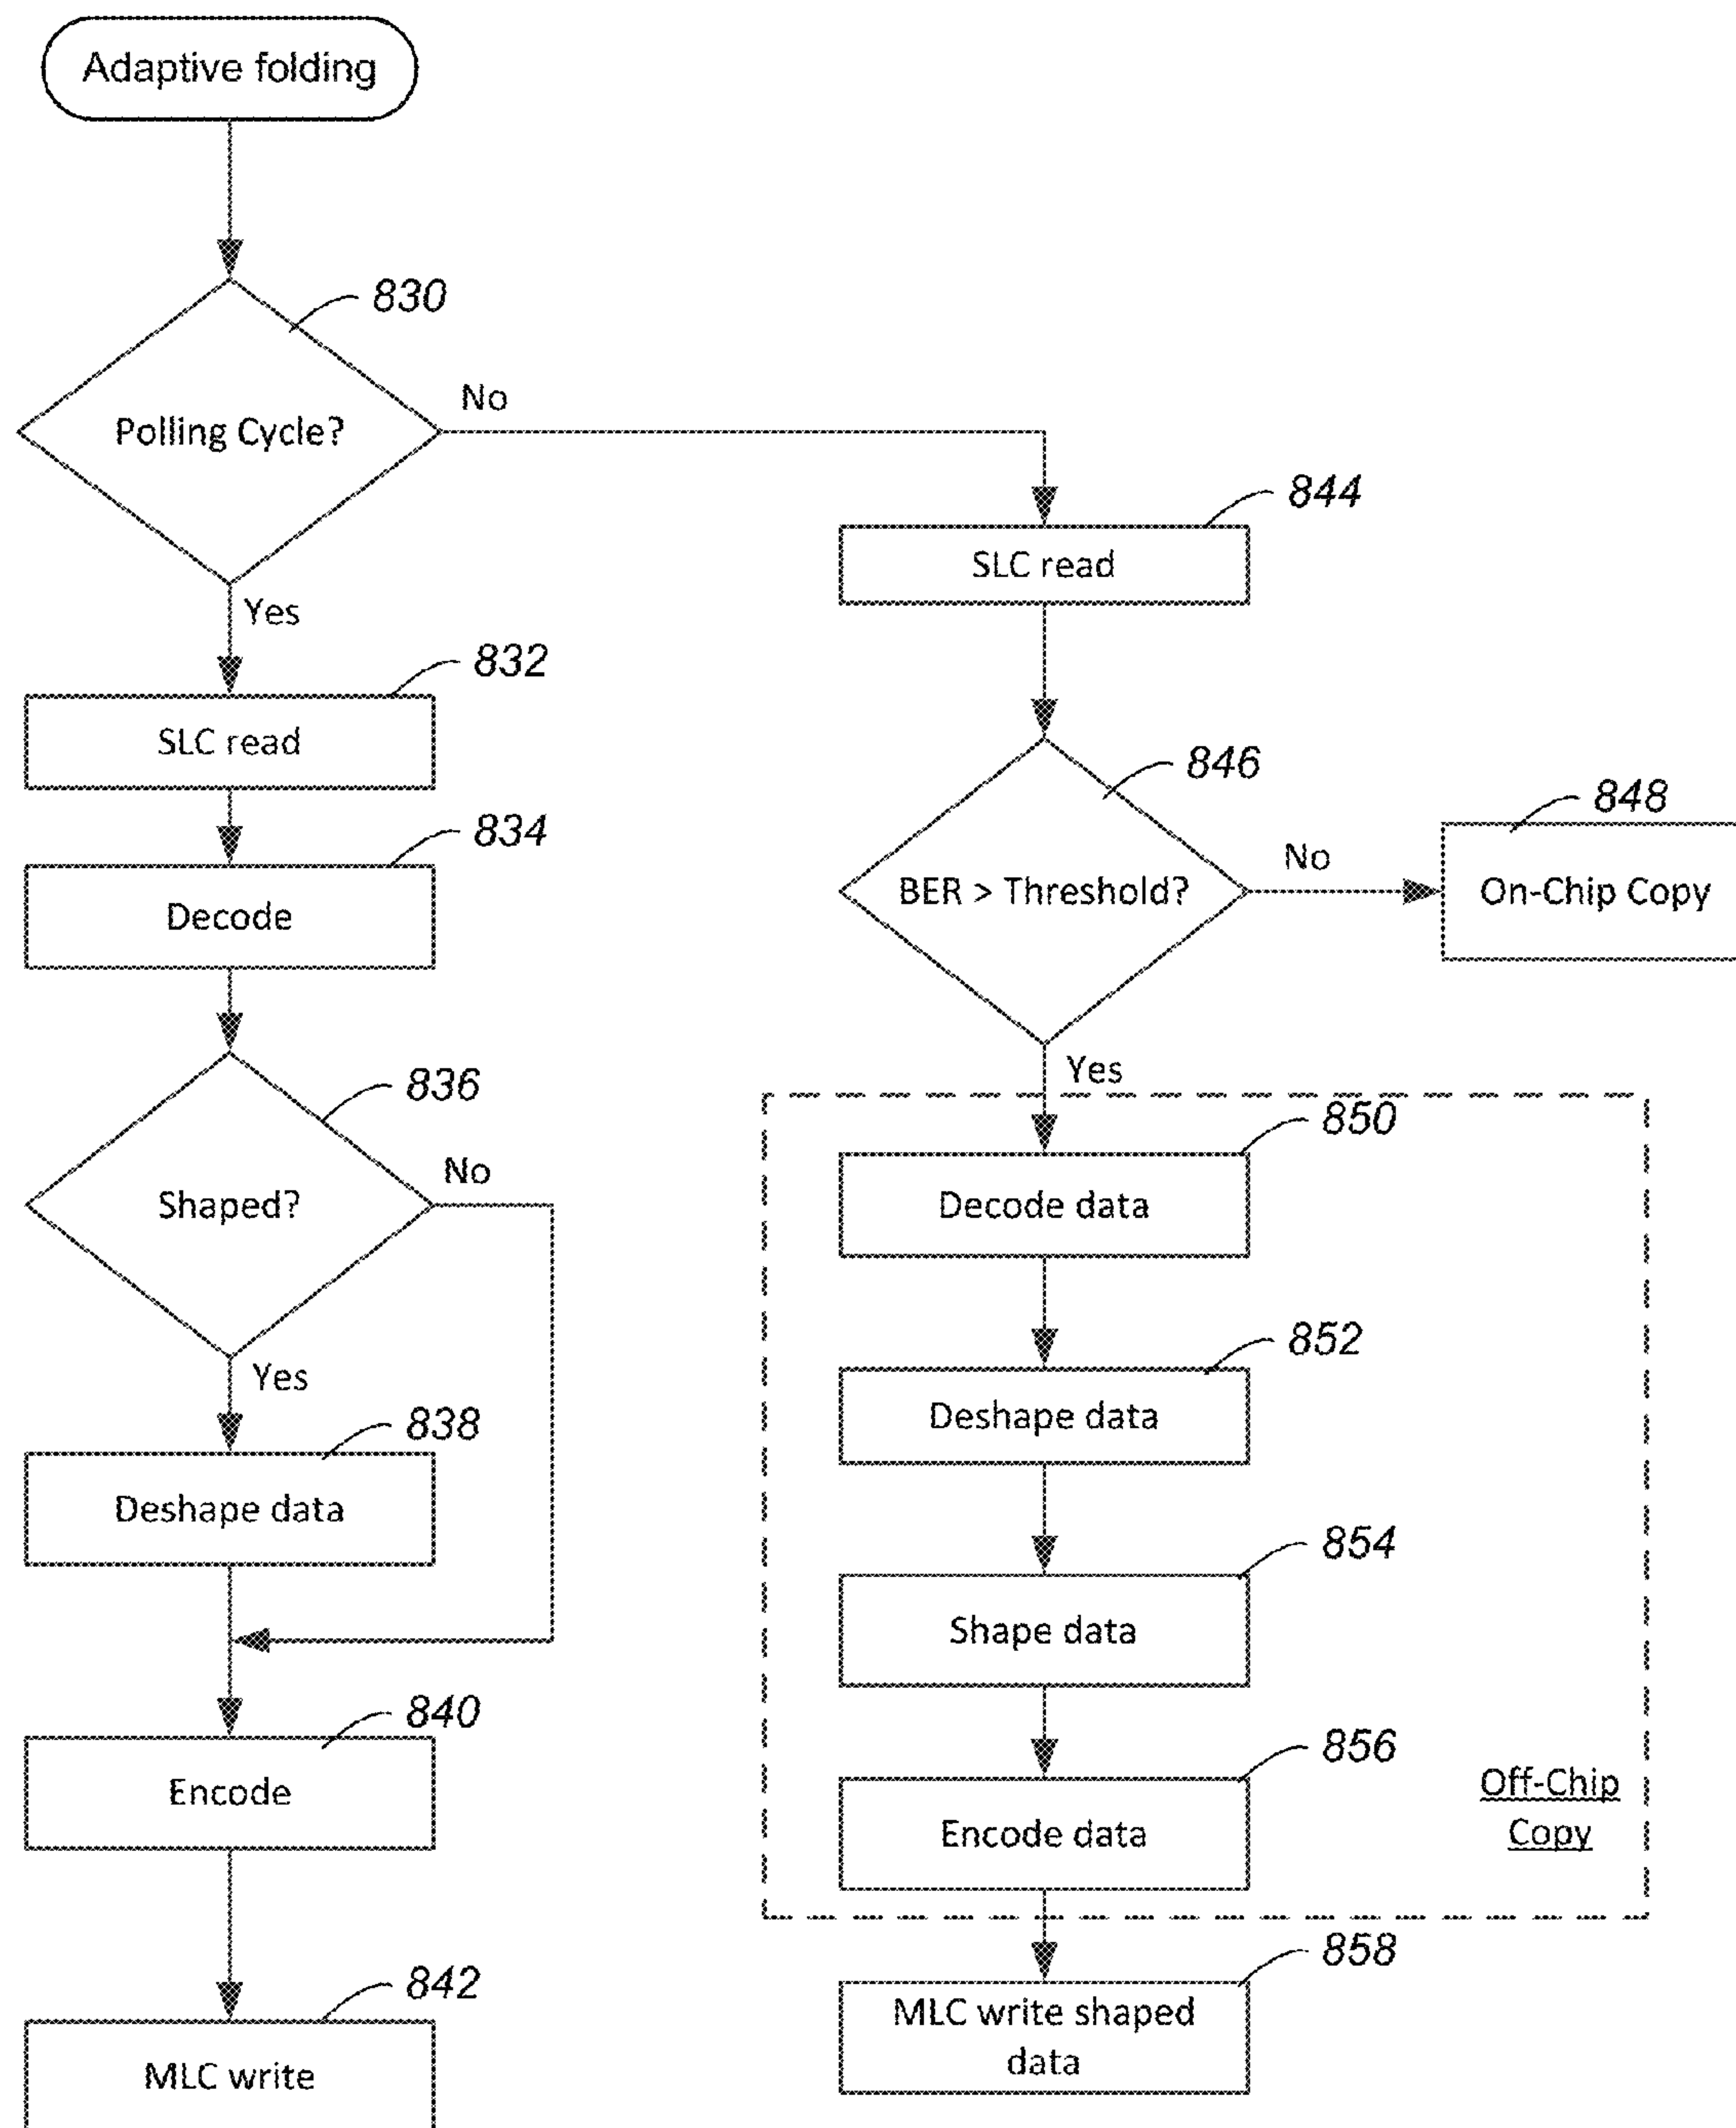 Adaptive folding
830
Polling Cycle?
No
Yes
832
SLC read
834
Decode
836
Shaped?
No
Yes
838
Deshape data
840
Encode
842
MLC write
844
SLC read
846
BER > Threshold?
No
848
On-Chip Copy
Yes
850
Decode data
852
Deshape data
854
Shape data
856
Encode data
Off-Chip
Copy
858
MLC write shaped
data